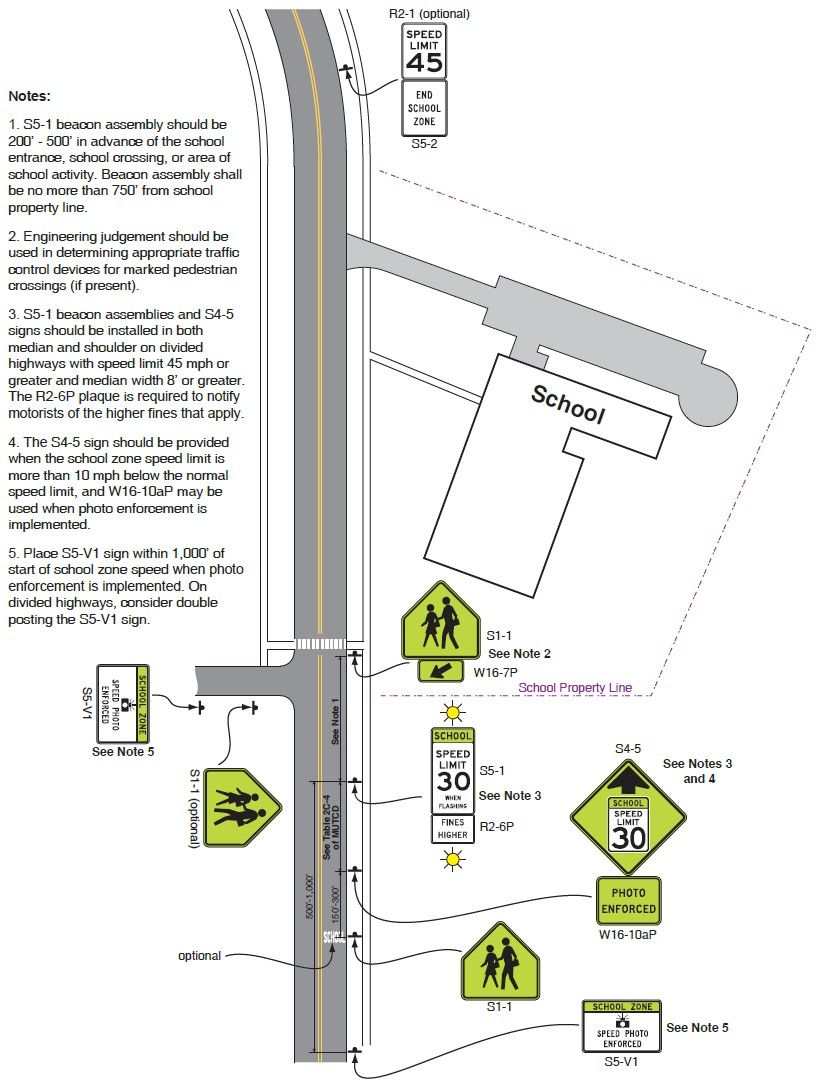 R2-1 (optional)
SPEED
LIMIT
45
END
SCHOOL
ZONE
S5-2
Notes:
1. S5-1 beacon assembly should be
200' - 500' in advance of the school
entrance, school crossing, or area of
school activity. Beacon assembly shall
be no more than 750' from school
property line.
2. Engineering judgement should be
used in determining appropriate traffic
control devices for marked pedestrian
crossings (if present).
3. S5-1 beacon assemblies and S4-5
signs should be installed in both
median and shoulder on divided
highways with speed limit 45 mph or
greater and median width 8' or greater.
The R2-6P plaque is required to notify
motorists of the higher fines that apply.
4. The S4-5 sign should be provided
when the school zone speed limit is
more than 10 mph below the normal
speed limit, and W16-10aP may be
used when photo enforcement is
implemented.
5. Place S5-V1 sign within 1,000' of
start of school zone speed when photo
enforcement is implemented. On
divided highways, consider double
posting the S5-V1 sign.
School
S1-1
See Note 2
W16-7P
School Property Line
SCHOOL ZONE
SPEED PHOTO
ENFORCED
S5-V1
See Note 5
S1-1 (optional)
See Note 1
SCHOOL
SPEED
LIMIT
30
WHEN
FLASHING
FINES
HIGHER
S5-1
See Note 3
R2-6P
S4-5
See Notes 3
and 4
SCHOOL
SPEED
LIMIT
30
PHOTO
ENFORCED
W16-10aP
See Table 2C-4
of MUTCD
500'-1,000'
150'-300'
SCHOOL
optional
S1-1
SCHOOL ZONE
SPEED PHOTO
ENFORCED
See Note 5
S5-V1